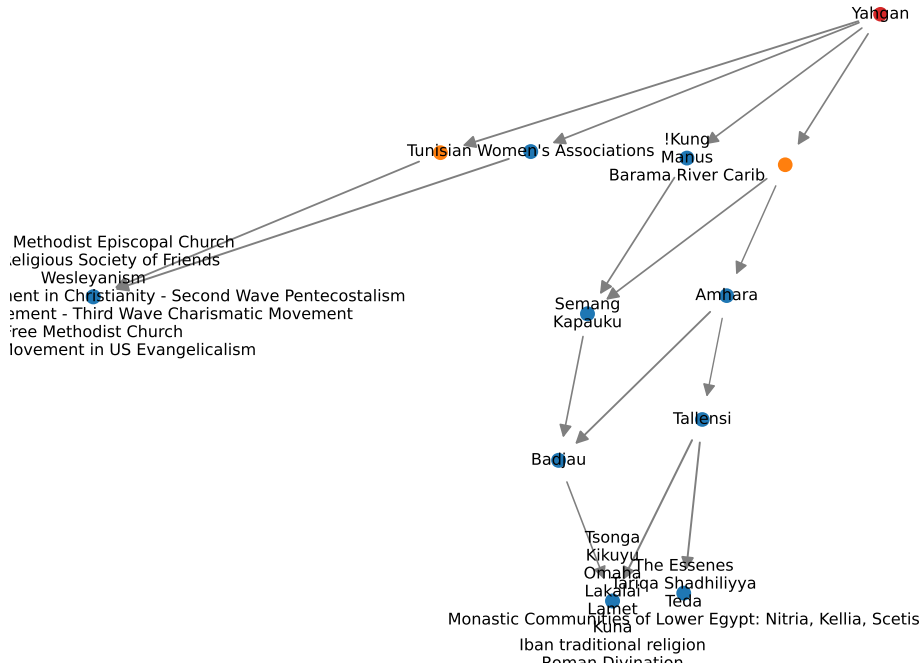 Yahgan
Tunisian Women's Associations
!Kung
Manus
Barama River Carib
Methodist Episcopal Church
Religious Society of Friends
Wesleyanism
in Christianity - Second Wave Pentecostalism
- Third Wave Charismatic Movement
Free Methodist Church
Movement in US Evangelicalism
Semang
Kapauku
Amhara
Tallensi
Badjau
Tsonga
Kikuyu
Omaha
Lakalai
Lamet
Kuna
The Essenes
Tariqa Shadhiliyya
Teda
Monastic Communities of Lower Egypt: Nitria, Kellia, Scetis
Iban traditional religion
Roman Divination